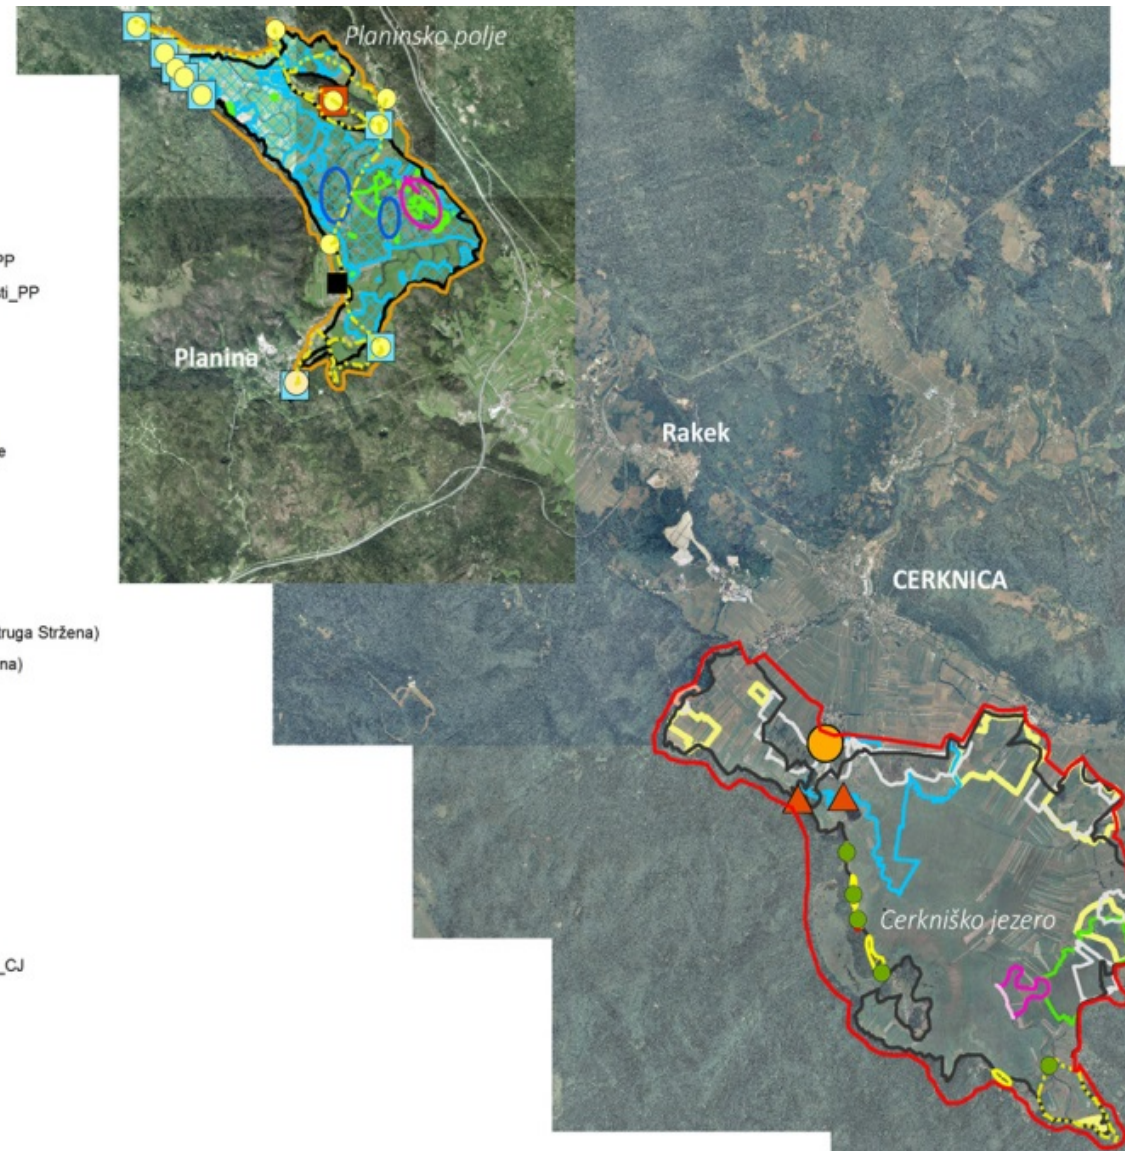 Planinsko polje
PP
ti_PP
Planina
e
Rakek
CERKNICA
truga Stržena)
na)
Cerkniško jezero
_CJ